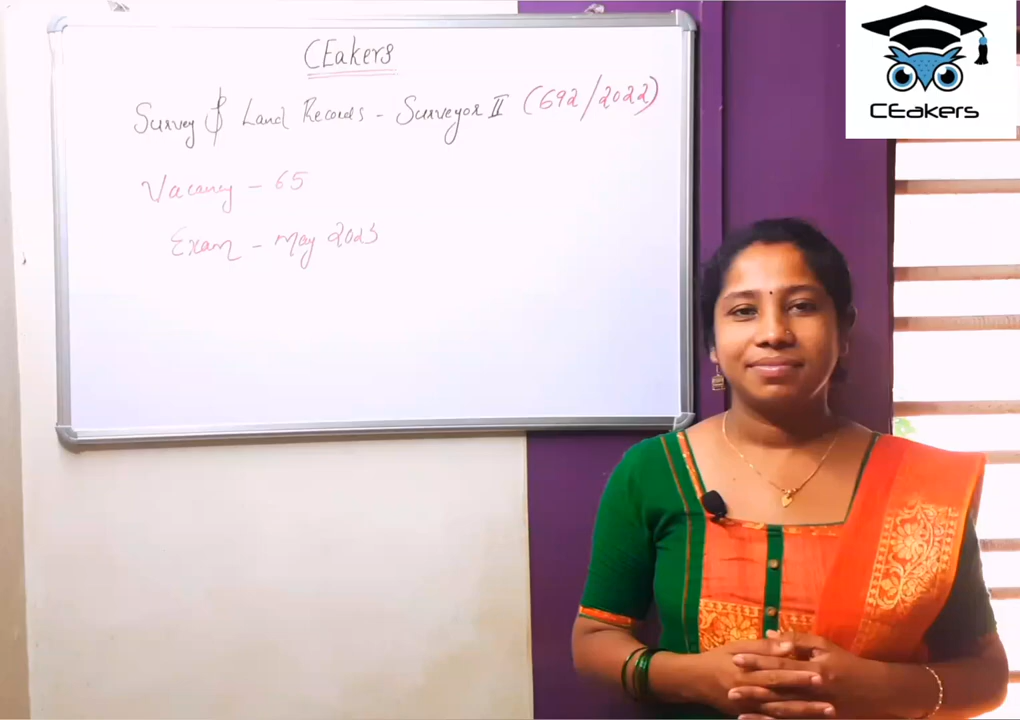 CEakers
Survey & Land Records - Surveyor II (692/2022)
Vacancy - 65
Exam - May 2023
CEakers